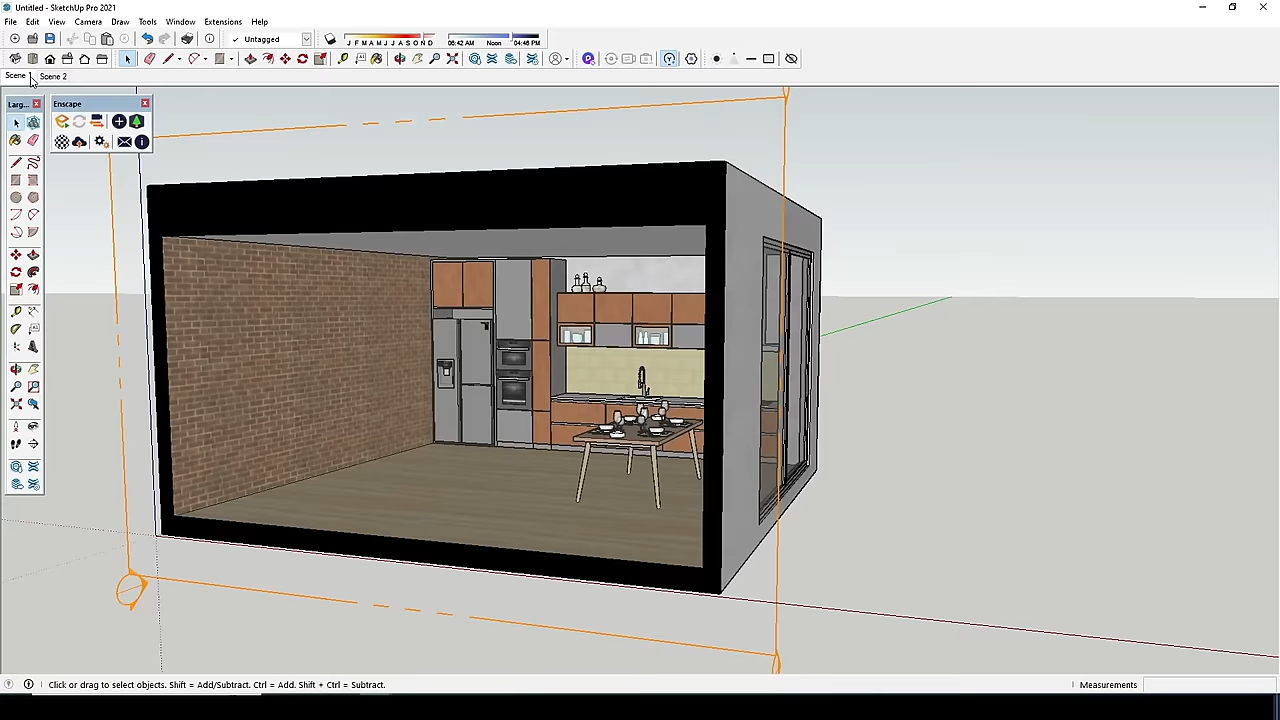 Untitled - SketchUp Pro 2021
File Edit View Camera Draw Tools Window Extensions Help
Untagged
J F M A M J J A S O N D
06:42 AM Noon 04:46 PM
Scene 1 Scene 2
Larg...
Enscape
Click or drag to select objects. Shift = Add/Subtract. Ctrl = Add. Shift + Ctrl = Subtract.
Measurements